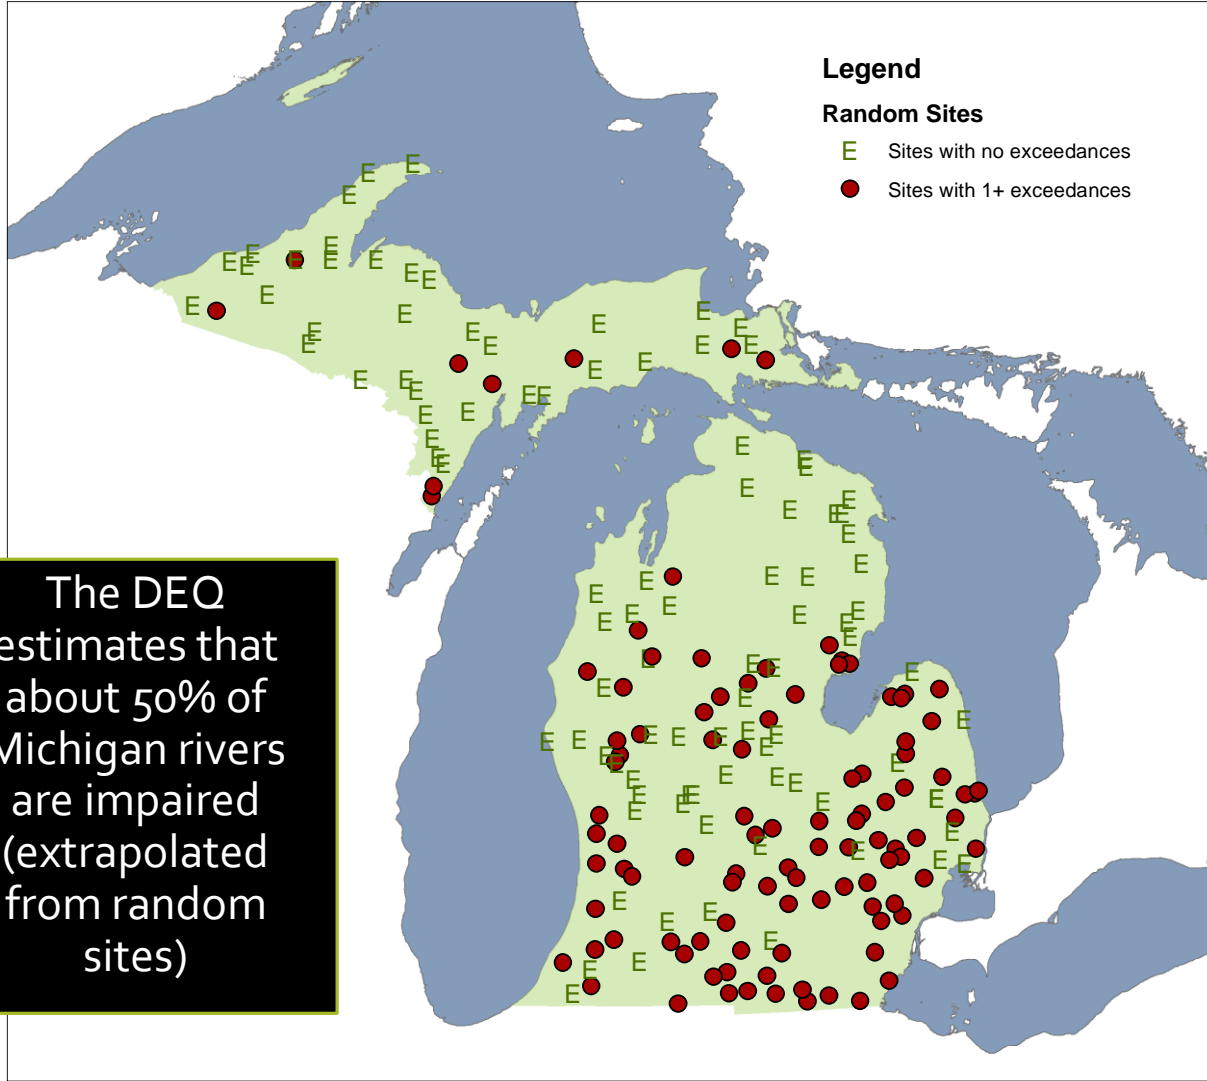 Legend
Random Sites
E Sites with no exceedances
Sites with 1+ exceedances
The DEQ
estimates that
about 50% of
Michigan rivers
are impaired
(extrapolated
from random
sites)